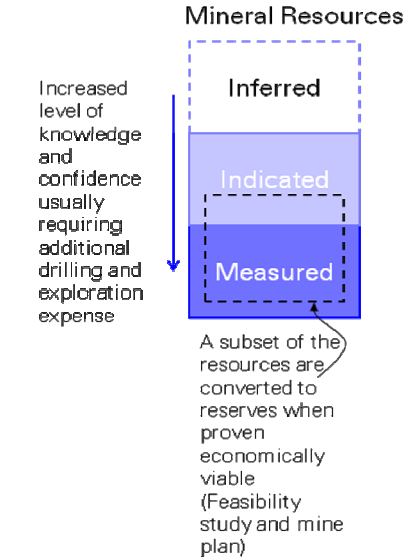 Mineral Resources
Inferred
Indicated
Measured
Increased
level of
knowledge
and
confidence
usually
requiring
additional
drilling and
exploration
expense
A subset of the
resources are
converted to
reserves when
proven
economically
viable
(Feasibility
study and mine
plan)